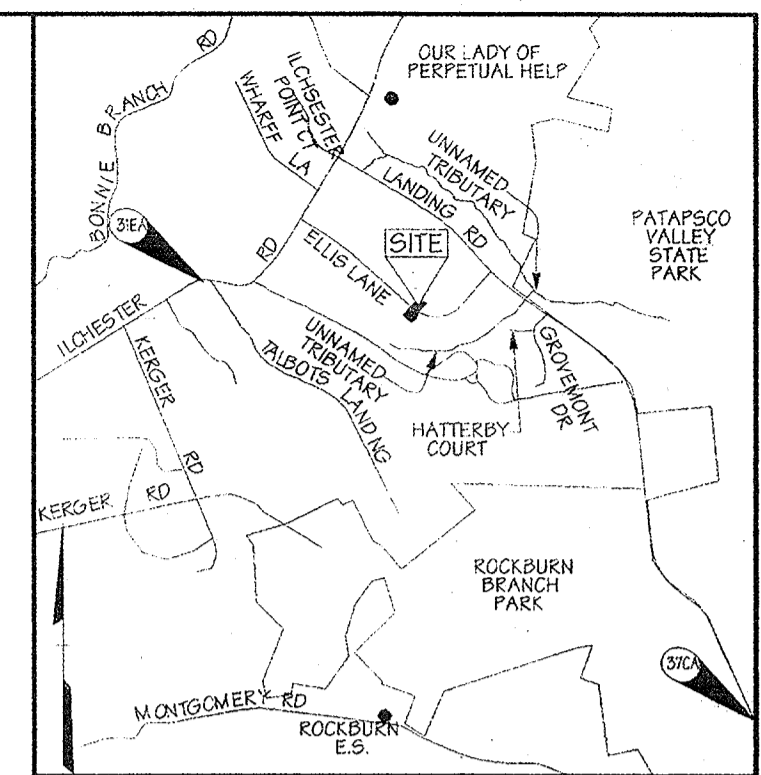 OUR LADY OF
PERPETUAL HELP
BONNIE BRANCH RD
ILCHSESTER
POINT CT
WHARFF LA
UNNAMED
TRIBUTARY
LANDING RD
PATAPSCO
VALLEY
STATE
PARK
31EA
RD
ELLIS LANE
SITE
ILCHESTER
KERGER RD
UNNAMED
TRIBUTARY
TALBOTS LANDNG
GROVEMONT
DR
HATTERBY
COURT
KERGER RD
ROCKBURN
BRANCH
PARK
37CA
MONTGOMERY RD
ROCKBURN
E.S.